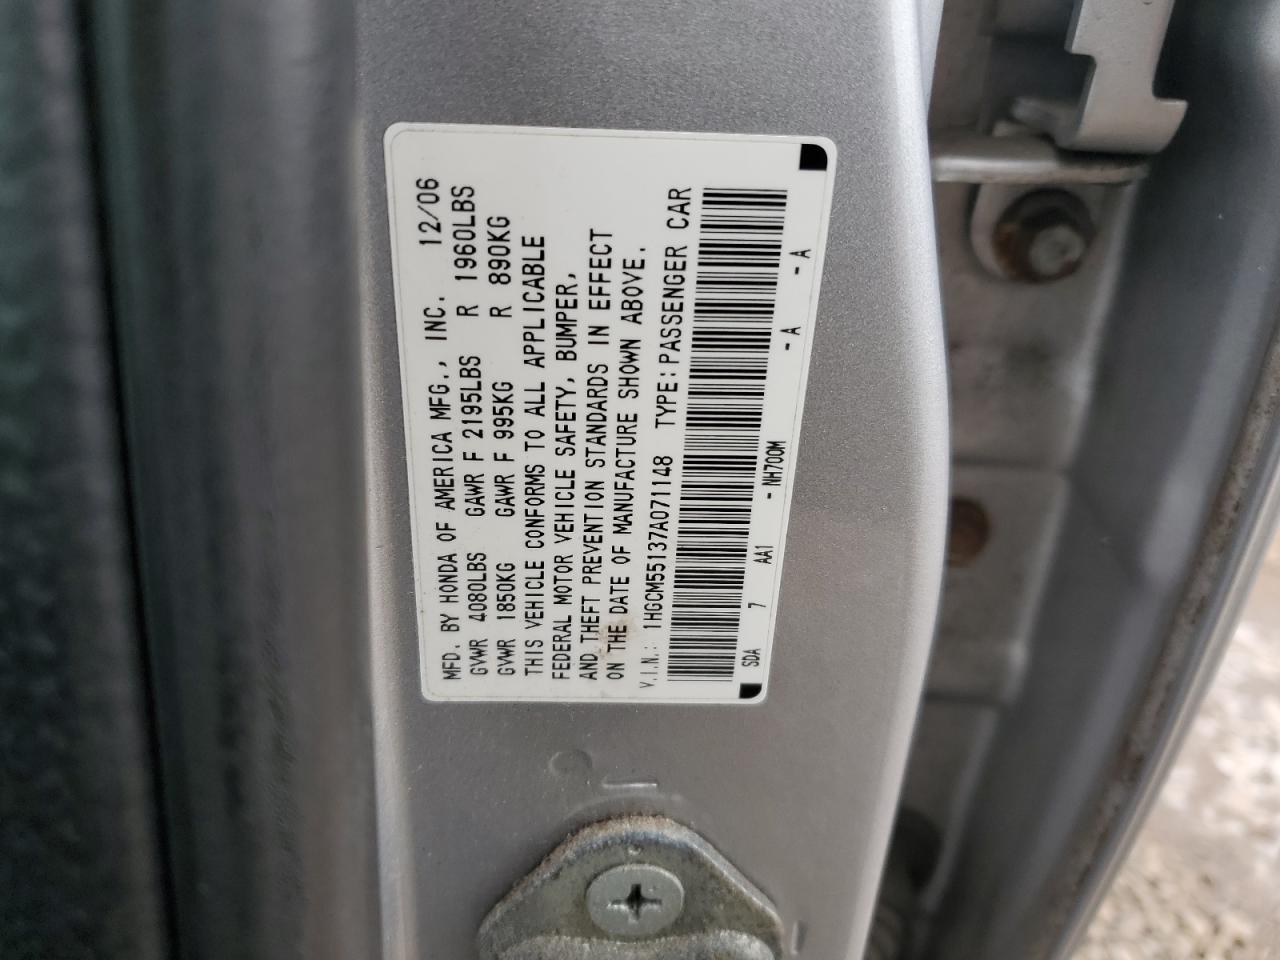 MFD. BY HONDA OF AMERICA MFG., INC. 12/06
GVWR 4080LBS GAWR F 2195LBS R 1960LBS
GVWR 1850KG GAWR F 995KG R 890KG
THIS VEHICLE CONFORMS TO ALL APPLICABLE
FEDERAL MOTOR VEHICLE SAFETY, BUMPER,
AND THEFT PREVENTION STANDARDS IN EFFECT
ON THE DATE OF MANUFACTURE SHOWN ABOVE.
V.I.N.: 1HGCM55137A071148 TYPE: PASSENGER CAR
SDA 7 AA1 - NH700M - A - A